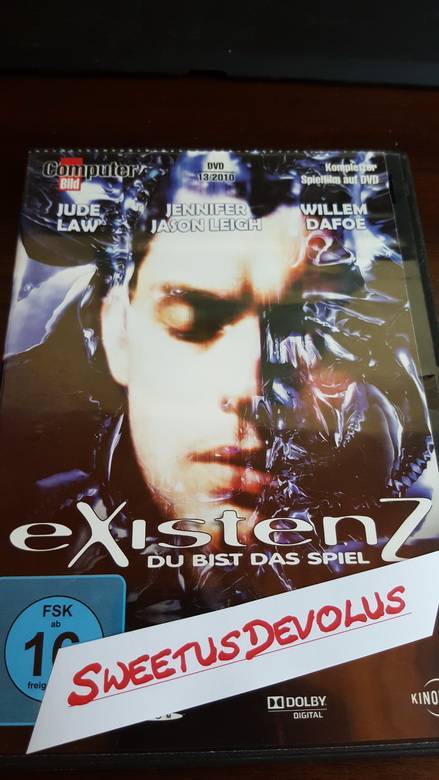 Computer
Bild
DVD
13/2010
Kompletter
Spielfilm auf DVD
JUDE
LAW
JENNIFER
JASON LEIGH
WILLEM
DAFOE
eXistenZ
DU BIST DAS SPIEL
FSK
ab
SWEETUSDEVOLUS
DOLBY
DIGITAL